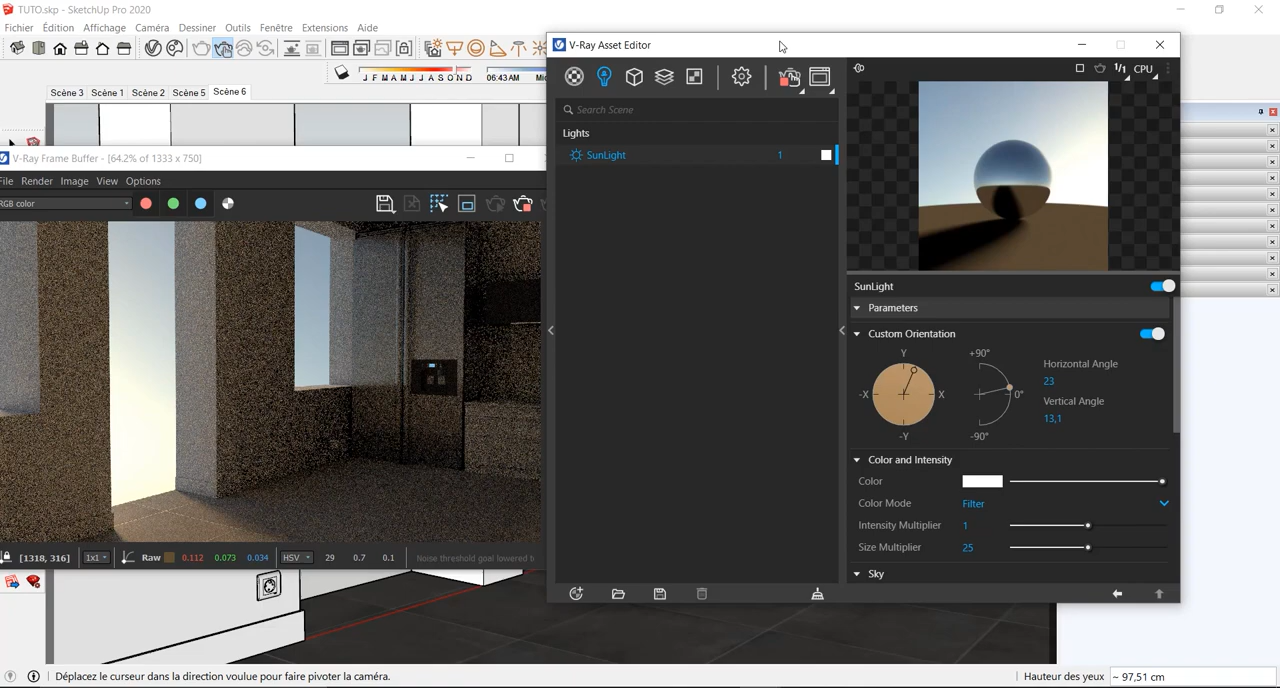 TUTO.skp - SketchUp Pro 2020
Fichier Édition Affichage Caméra Dessiner Outils Fenêtre Extensions Aide
J F M A M J J A S O N D 06:43 AM
Scène 3 Scène 1 Scène 2 Scène 5 Scène 6
V-Ray Frame Buffer - [64.2% of 1333 x 750]
File Render Image View Options
RGB color
[1318, 316] 1x1 Raw 0.112 0.073 0.034 HSV 29 0.7 0.1 Noise threshold goal lowered t
V-Ray Asset Editor
1/1 CPU
Search Scene
Lights
SunLight 1
SunLight
Parameters
Custom Orientation
Y
-X X
-Y
+90°
0°
-90°
Horizontal Angle
23
Vertical Angle
13,1
Color and Intensity
Color
Color Mode Filter
Intensity Multiplier 1
Size Multiplier 25
Sky
Déplacez le curseur dans la direction voulue pour faire pivoter la caméra.
Hauteur des yeux ~ 97,51 cm